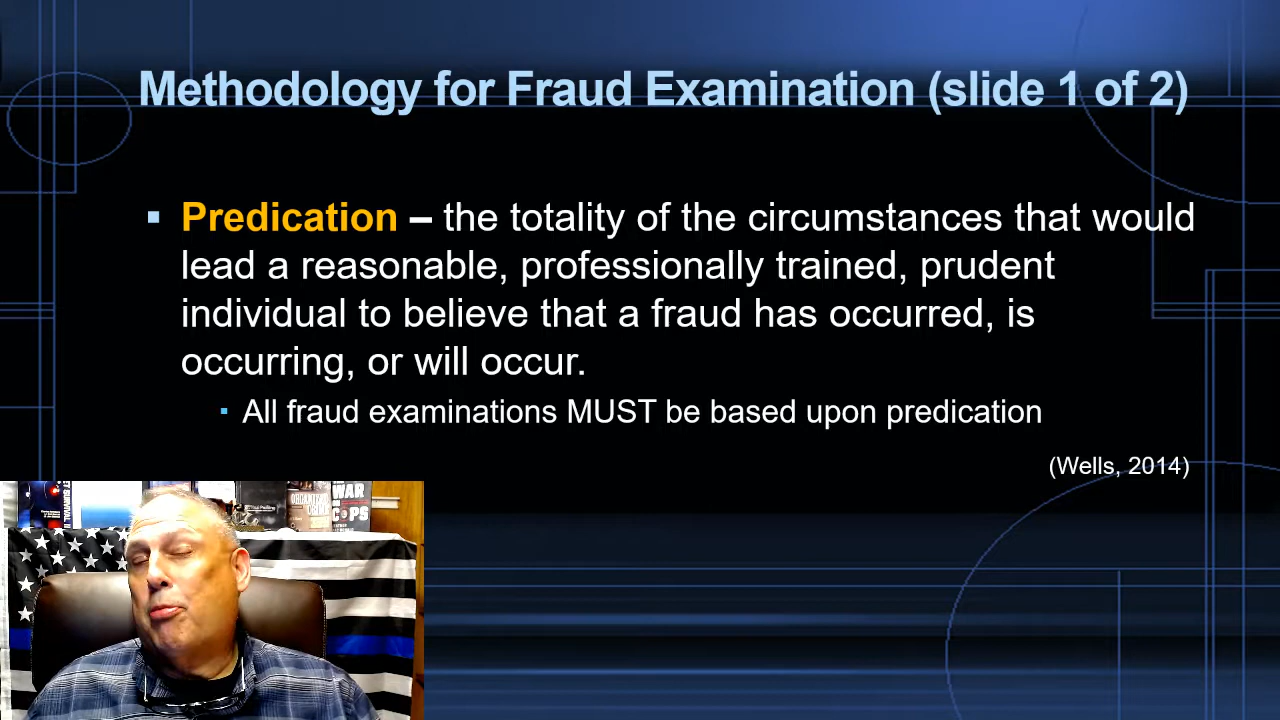 Methodology for Fraud Examination (slide 1 of 2)
▪ Predication – the totality of the circumstances that would
lead a reasonable, professionally trained, prudent
individual to believe that a fraud has occurred, is
occurring, or will occur.
▪ All fraud examinations MUST be based upon predication
(Wells, 2014)
ORGANIZED
CRIME
WAR
COPS